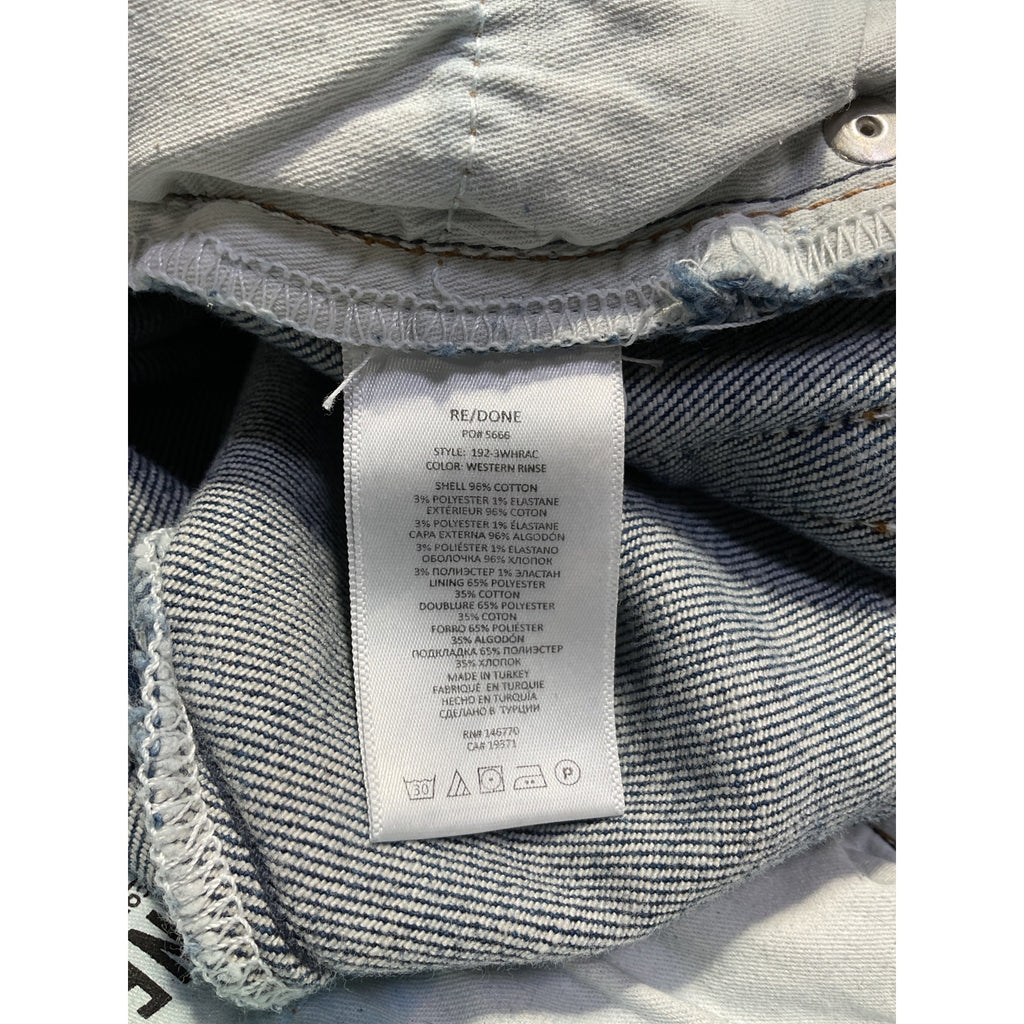 RE/DONE
PO# 5666
STYLE: 192-3WHRAC
COLOR: WESTERN RINSE
SHELL 96% COTTON
3% POLYESTER 1% ELASTANE
EXTÉRIEUR 96% COTON
3% POLYESTER 1% ÉLASTANE
CAPA EXTERNA 96% ALGODÓN
3% POLIÉSTER 1% ELASTANO
ОБОЛОЧКА 96% ХЛОПОК
3% ПОЛИЭСТЕР 1% ЭЛАСТАН
LINING 65% POLYESTER
35% COTTON
DOUBLURE 65% POLYESTER
35% COTON
FORRO 65% POLIÉSTER
35% ALGODÓN
ПОДКЛАДКА 65% ПОЛИЭСТЕР
35% ХЛОПОК
MADE IN TURKEY
FABRIQUÉ EN TURQUIE
HECHO EN TURQUÍA
СДЕЛАНО В ТУРЦИИ
RN# 146770
CA# 19371
30 P